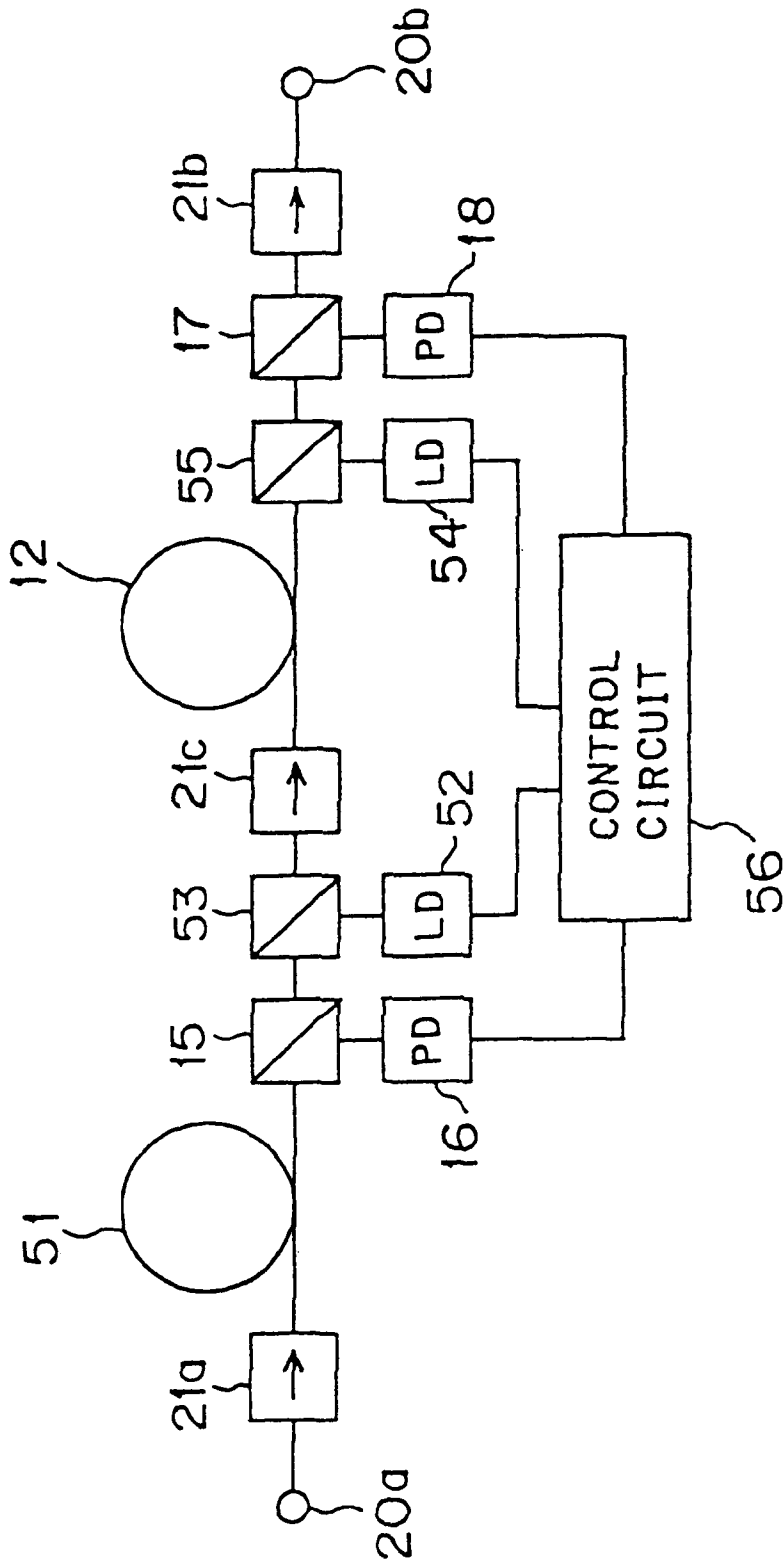 51
12
21a
15
53
21c
55
17
21b
20a
20b
PD
LD
LD
PD
16
52
54
18
CONTROL
CIRCUIT
56